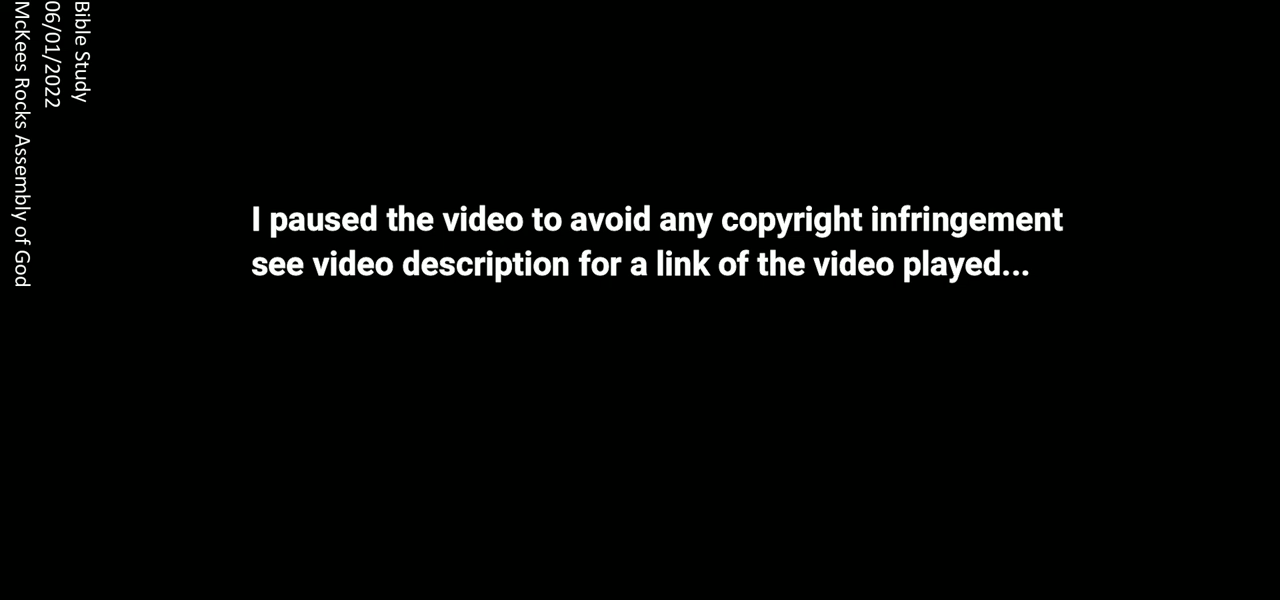 Bible Study
06/01/2022
McKees Rocks Assembly of God
I paused the video to avoid any copyright infringement
see video description for a link of the video played...